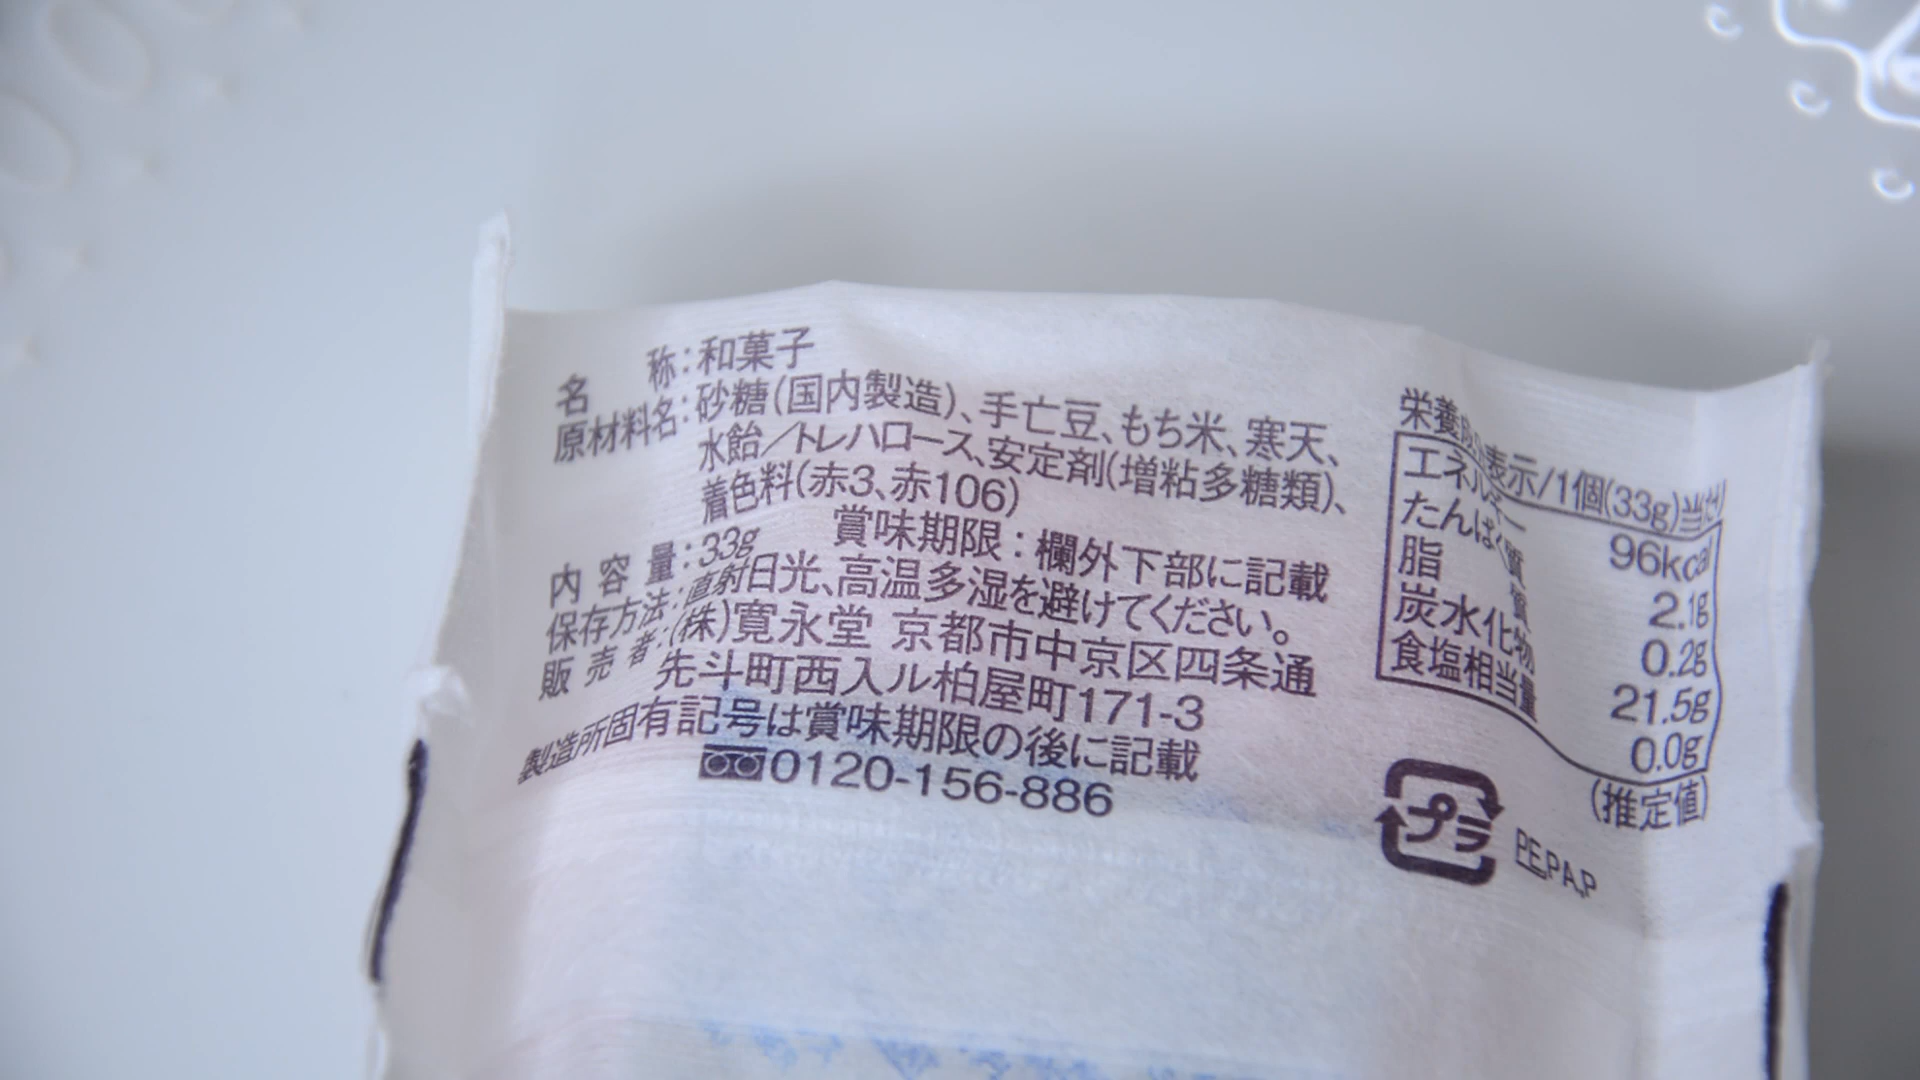 名　称：和菓子
原材料名：砂糖(国内製造)、手亡豆、もち米、寒天、
水飴／トレハロース、安定剤(増粘多糖類)、
着色料(赤3、赤106)
内容量：33g　賞味期限：欄外下部に記載
保存方法：直射日光、高温多湿を避けてください。
販売者：(株)寛永堂 京都市中京区四条通
先斗町西入ル柏屋町171-3
製造所固有記号は賞味期限の後に記載
0120-156-886
栄養成分表示/1個(33g)当り
エネルギー 96kcal
たんぱく質 2.1g
脂質 0.2g
炭水化物 21.5g
食塩相当量 0.0g
(推定値)
プラ PE,PA,P